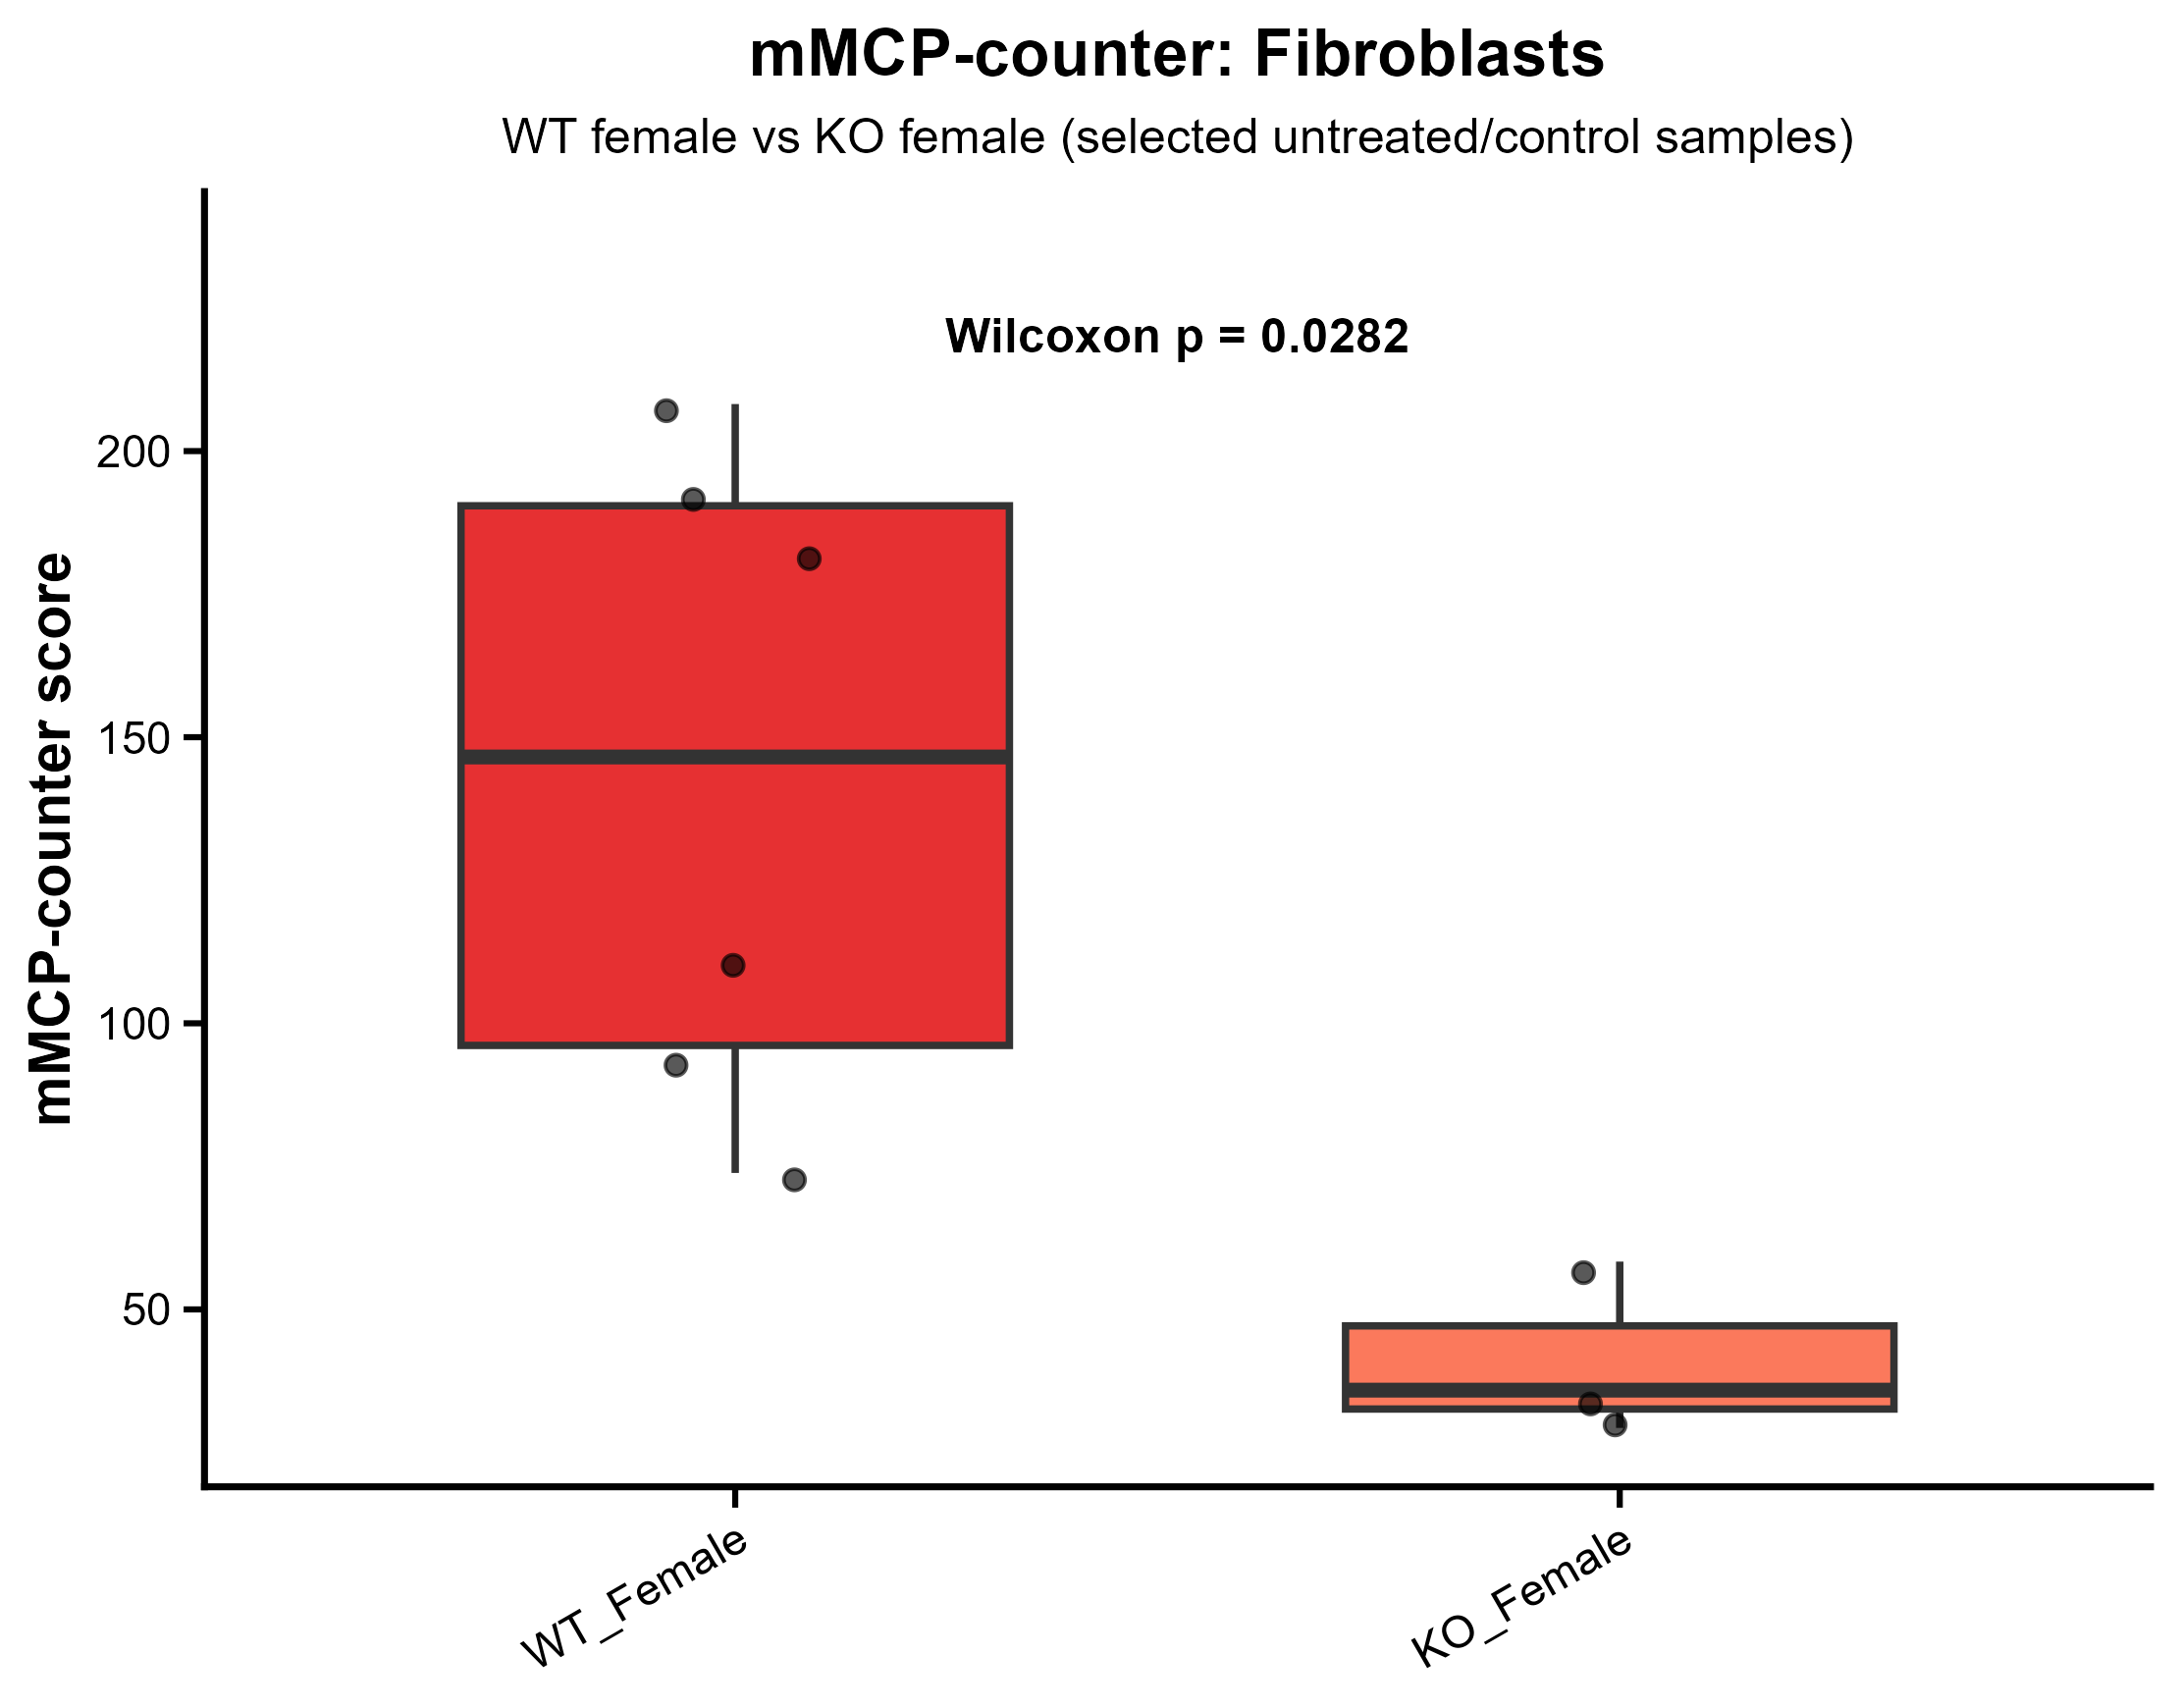 mMCP-counter: Fibroblasts
WT female vs KO female (selected untreated/control samples)
Wilcoxon p = 0.0282
mMCP-counter score
200
150
100
50
WT_Female
KO_Female